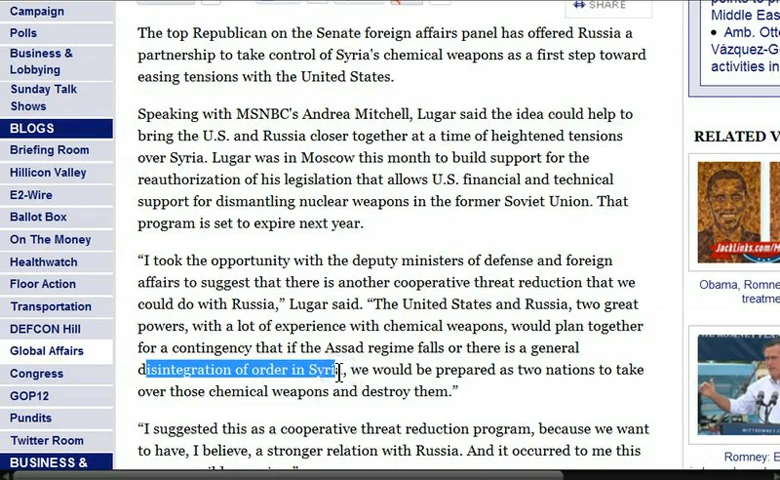 Campaign
Polls
Business &
Lobbying
Sunday Talk
Shows
BLOGS
Briefing Room
Hillicon Valley
E2-Wire
Ballot Box
On The Money
Healthwatch
Floor Action
Transportation
DEFCON Hill
Global Affairs
Congress
GOP12
Pundits
Twitter Room
BUSINESS &
SHARE
The top Republican on the Senate foreign affairs panel has offered Russia a
partnership to take control of Syria's chemical weapons as a first step toward
easing tensions with the United States.
Speaking with MSNBC's Andrea Mitchell, Lugar said the idea could help to
bring the U.S. and Russia closer together at a time of heightened tensions
over Syria. Lugar was in Moscow this month to build support for the
reauthorization of his legislation that allows U.S. financial and technical
support for dismantling nuclear weapons in the former Soviet Union. That
program is set to expire next year.
“I took the opportunity with the deputy ministers of defense and foreign
affairs to suggest that there is another cooperative threat reduction that we
could do with Russia,” Lugar said. “The United States and Russia, two great
powers, with a lot of experience with chemical weapons, would plan together
for a contingency that if the Assad regime falls or there is a general
disintegration of order in Syria, we would be prepared as two nations to take
over those chemical weapons and destroy them.”
“I suggested this as a cooperative threat reduction program, because we want
to have, I believe, a stronger relation with Russia. And it occurred to me this
Middle Eas
• Amb. Otto
Vázquez-G
activities in
RELATED V
JackLinks.com/M
Obama, Romne
treatme
Romney: E